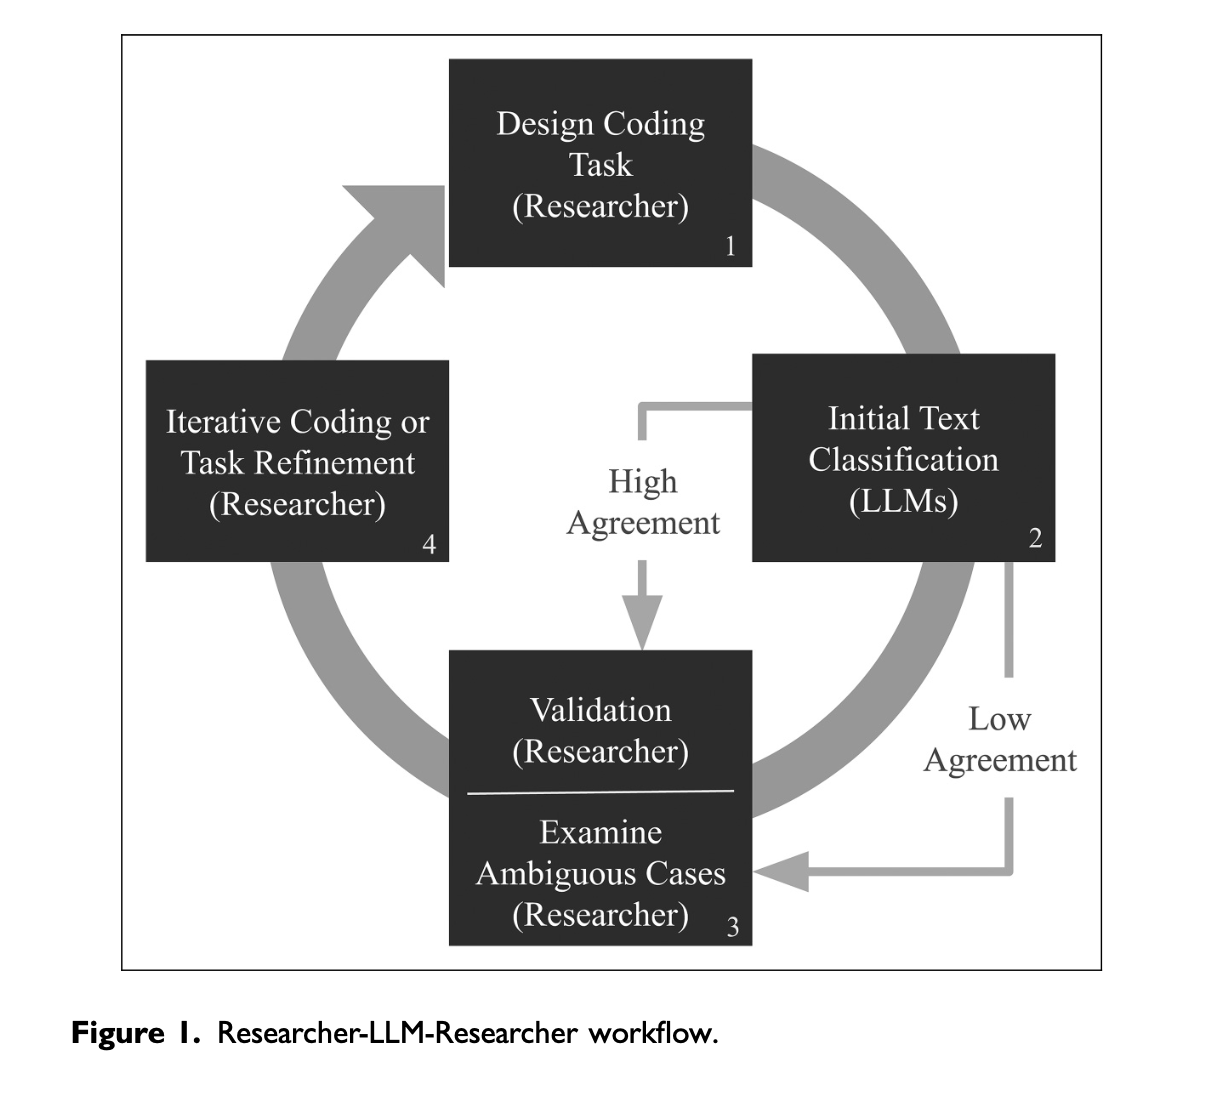 Design Coding
Task
(Researcher)
1
Iterative Coding or
Task Refinement
(Researcher)
4
High
Agreement
Initial Text
Classification
(LLMs)
2
Validation
(Researcher)
Examine
Ambiguous Cases
(Researcher)
3
Low
Agreement
Figure 1. Researcher-LLM-Researcher workflow.